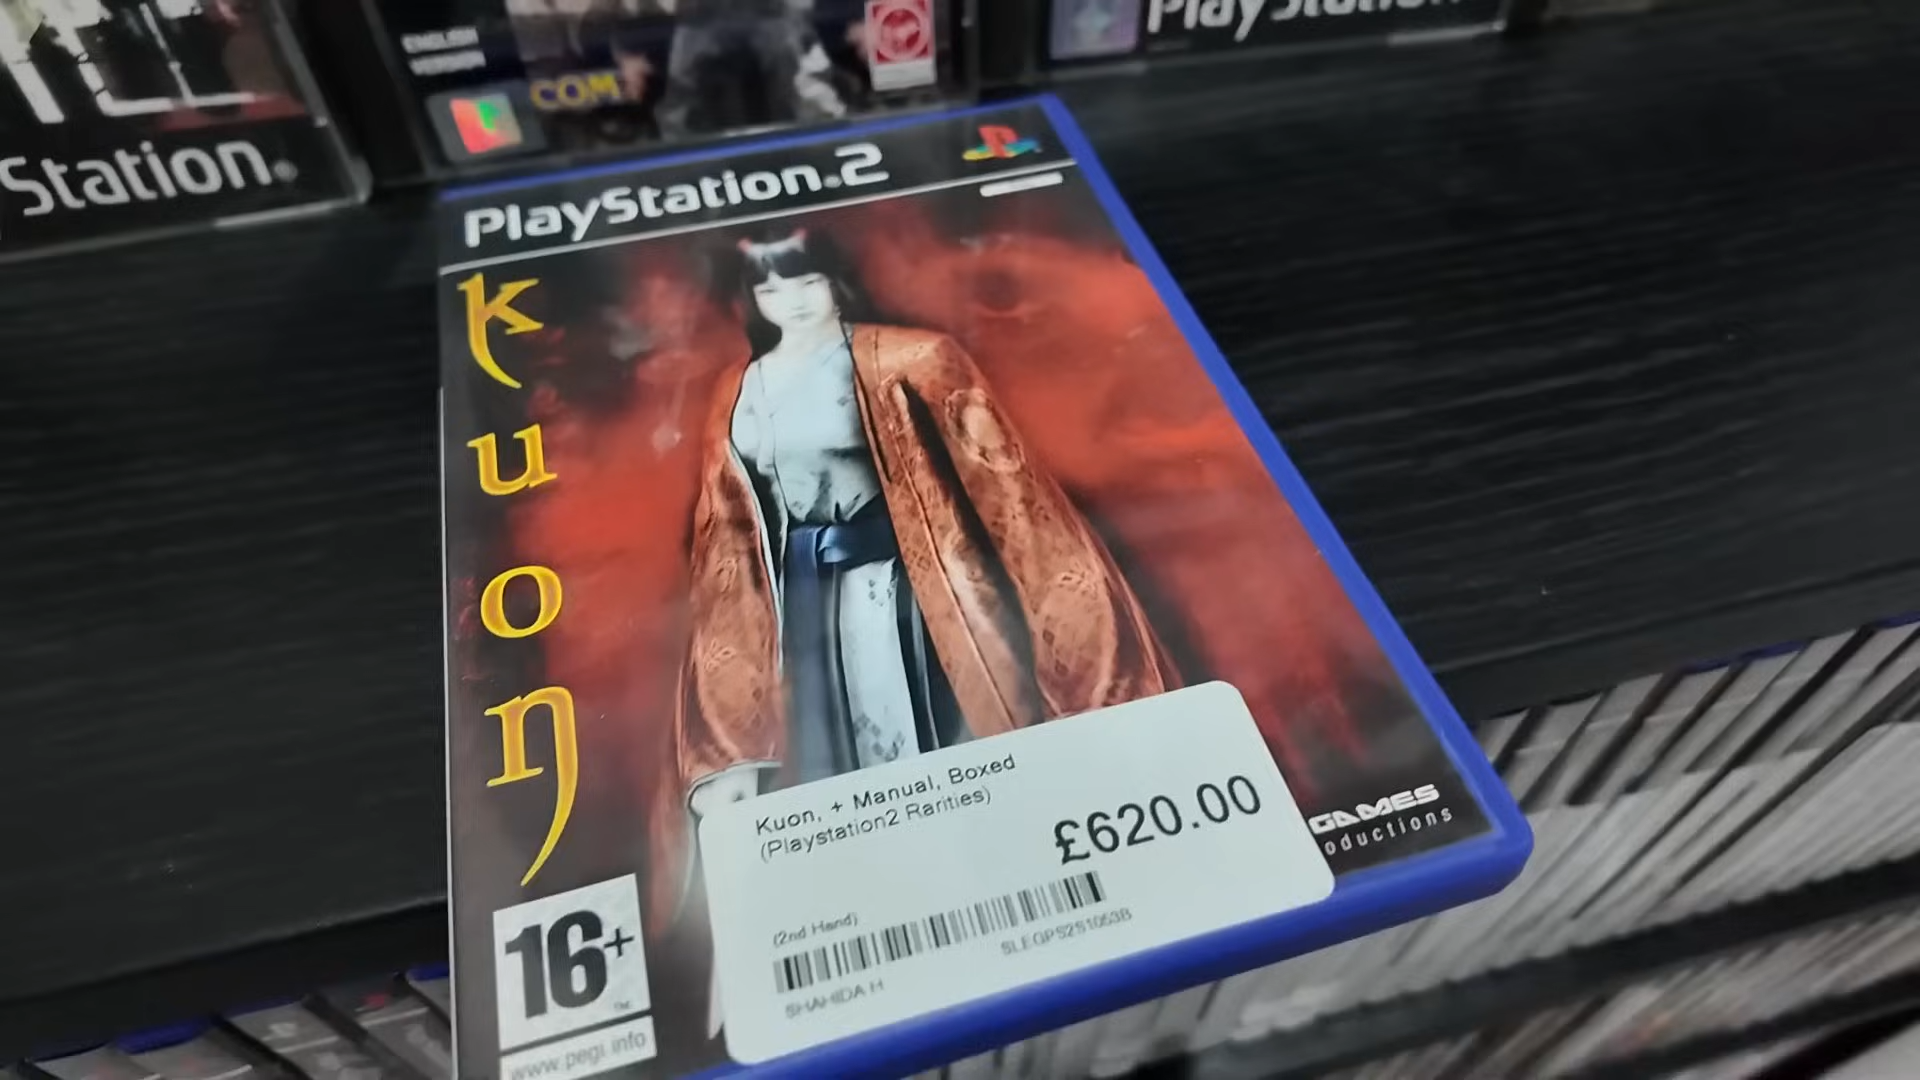 ENGLISH
VERSION
COM
Station
PlayStation
PlayStation.2
Kuon
Kuon, + Manual, Boxed
(Playstation2 Rarities)
£620.00
(2nd Hand)
SHAHIDA H
GAMES
oductions
16+
www.pegi.info